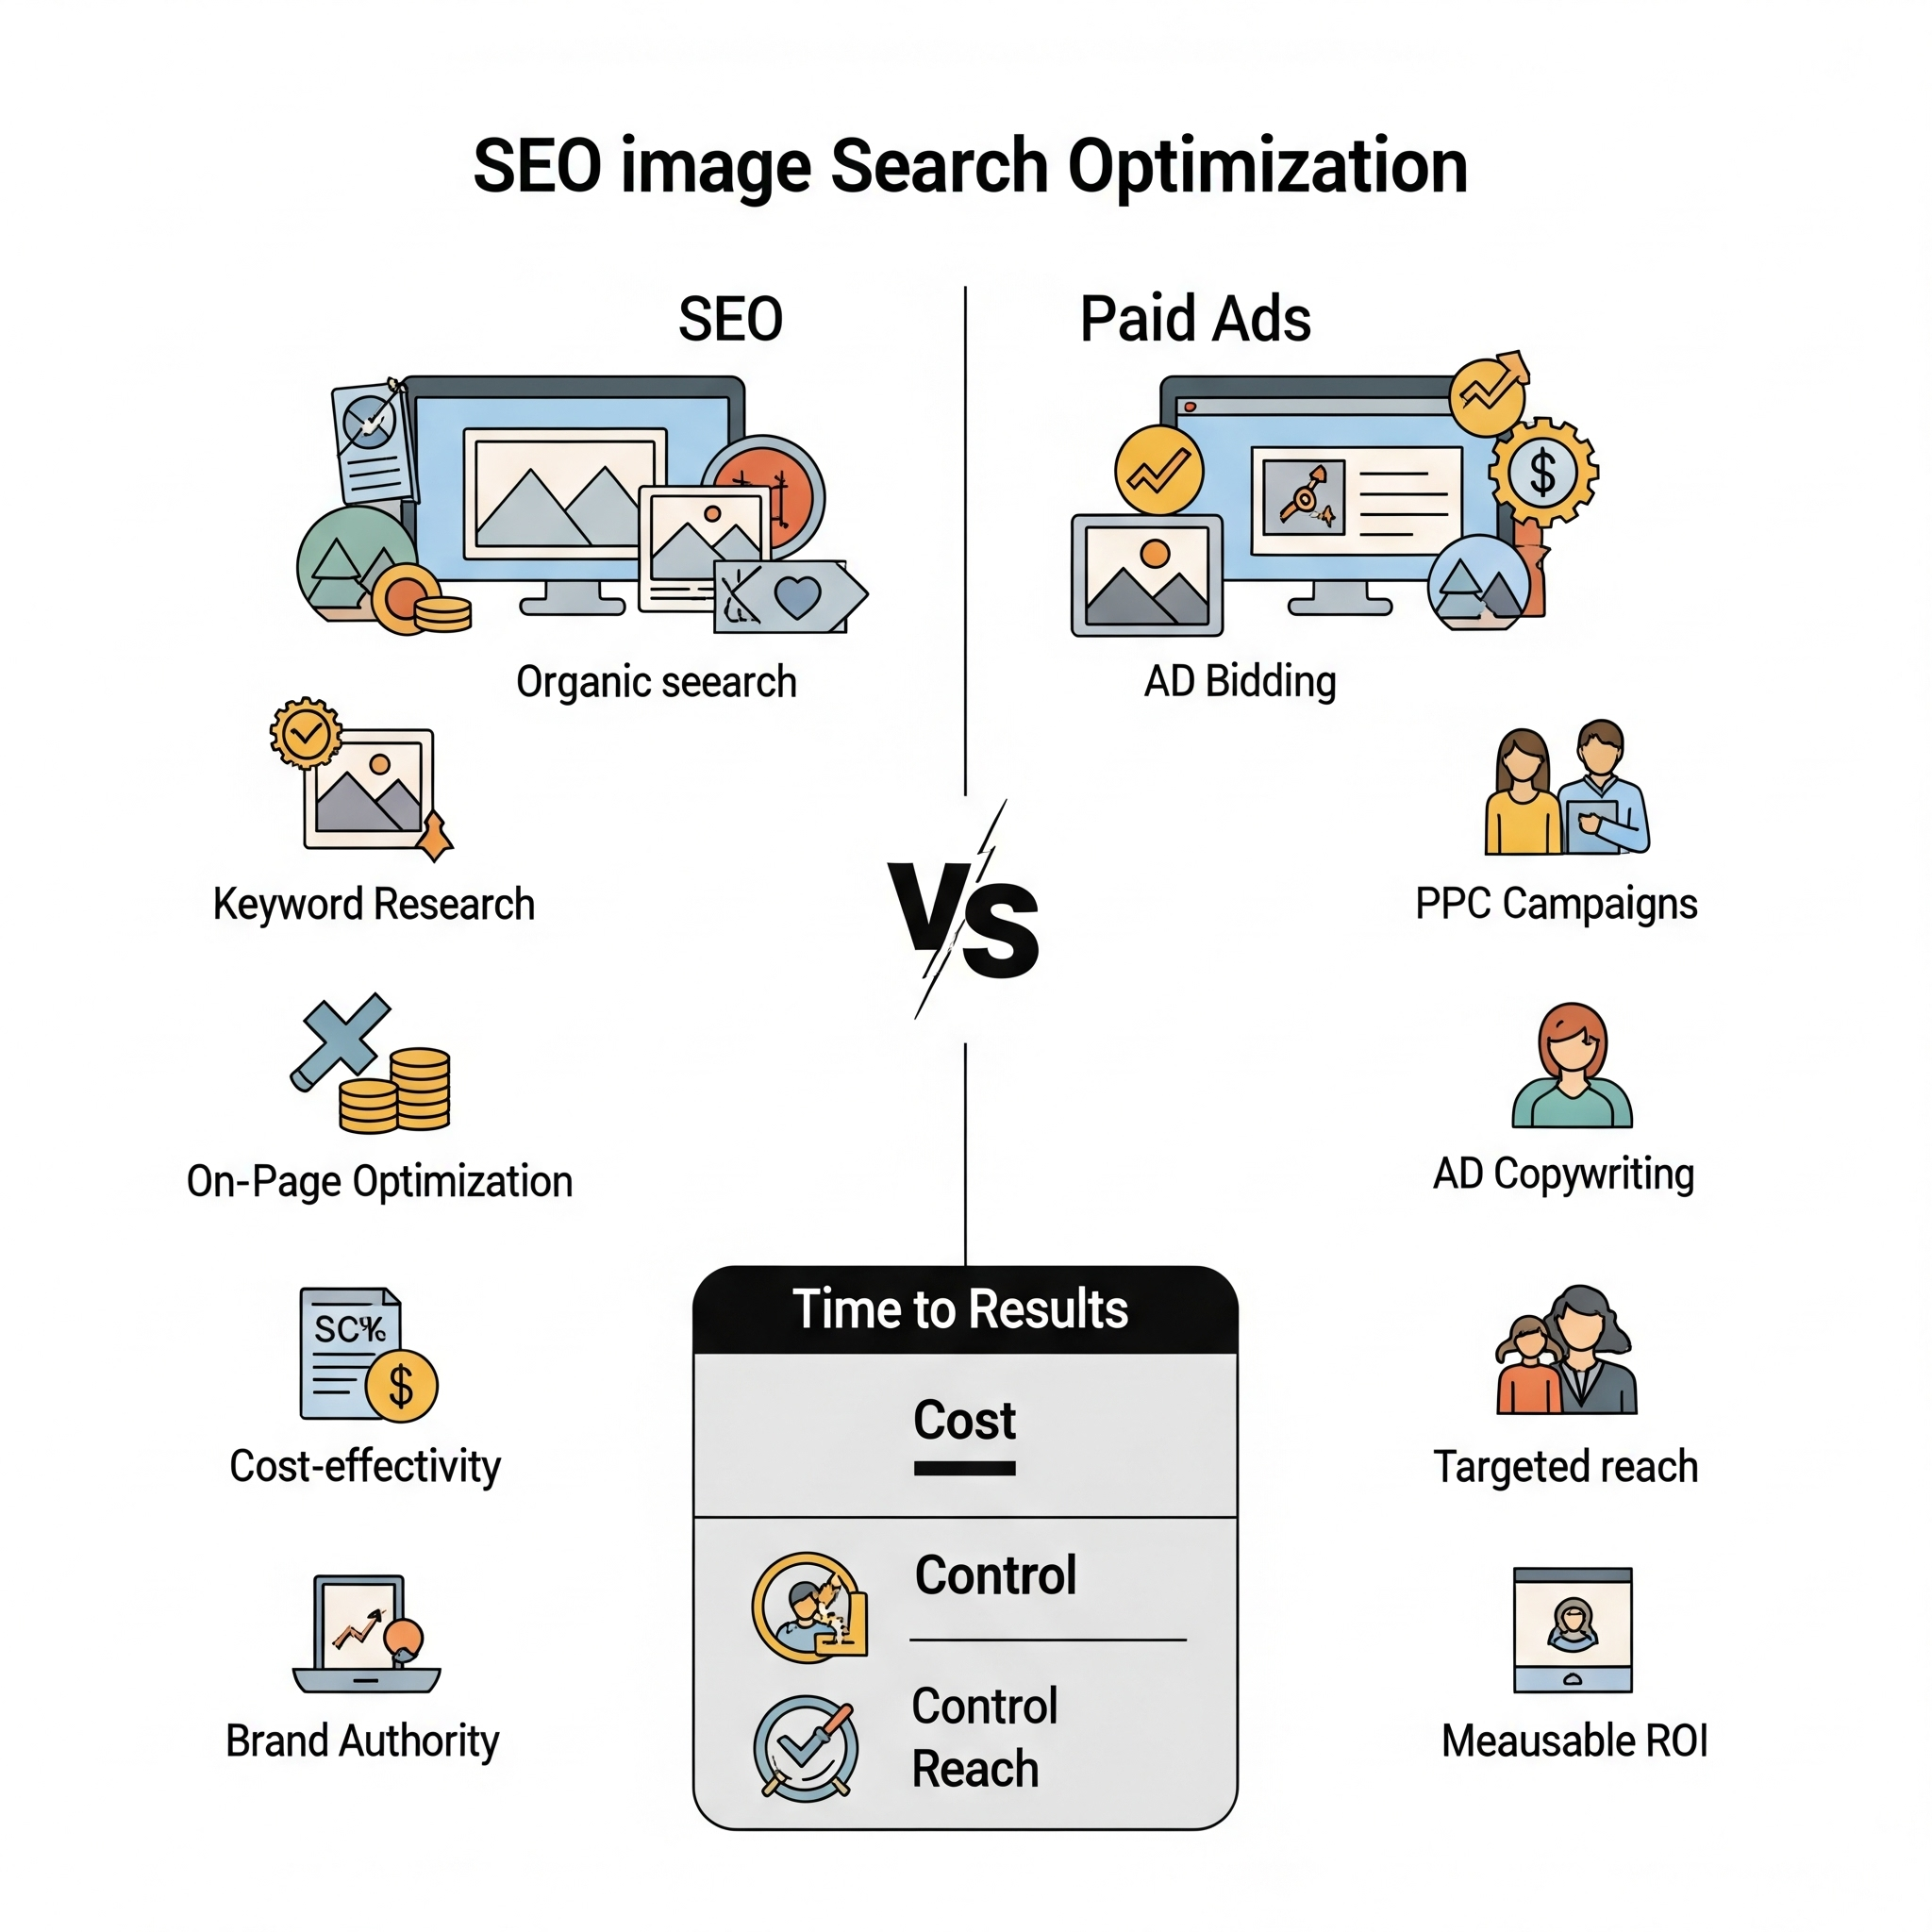 SEO image Search Optimization
SEO
Paid Ads
$
Organic seearch
AD Bidding
Keyword Research
PPC Campaigns
VS
On-Page Optimization
AD Copywriting
SC%
$
Cost-effectivity
Targeted reach
Brand Authority
Meausable ROI
Time to Results
Cost
Control
Control
Reach